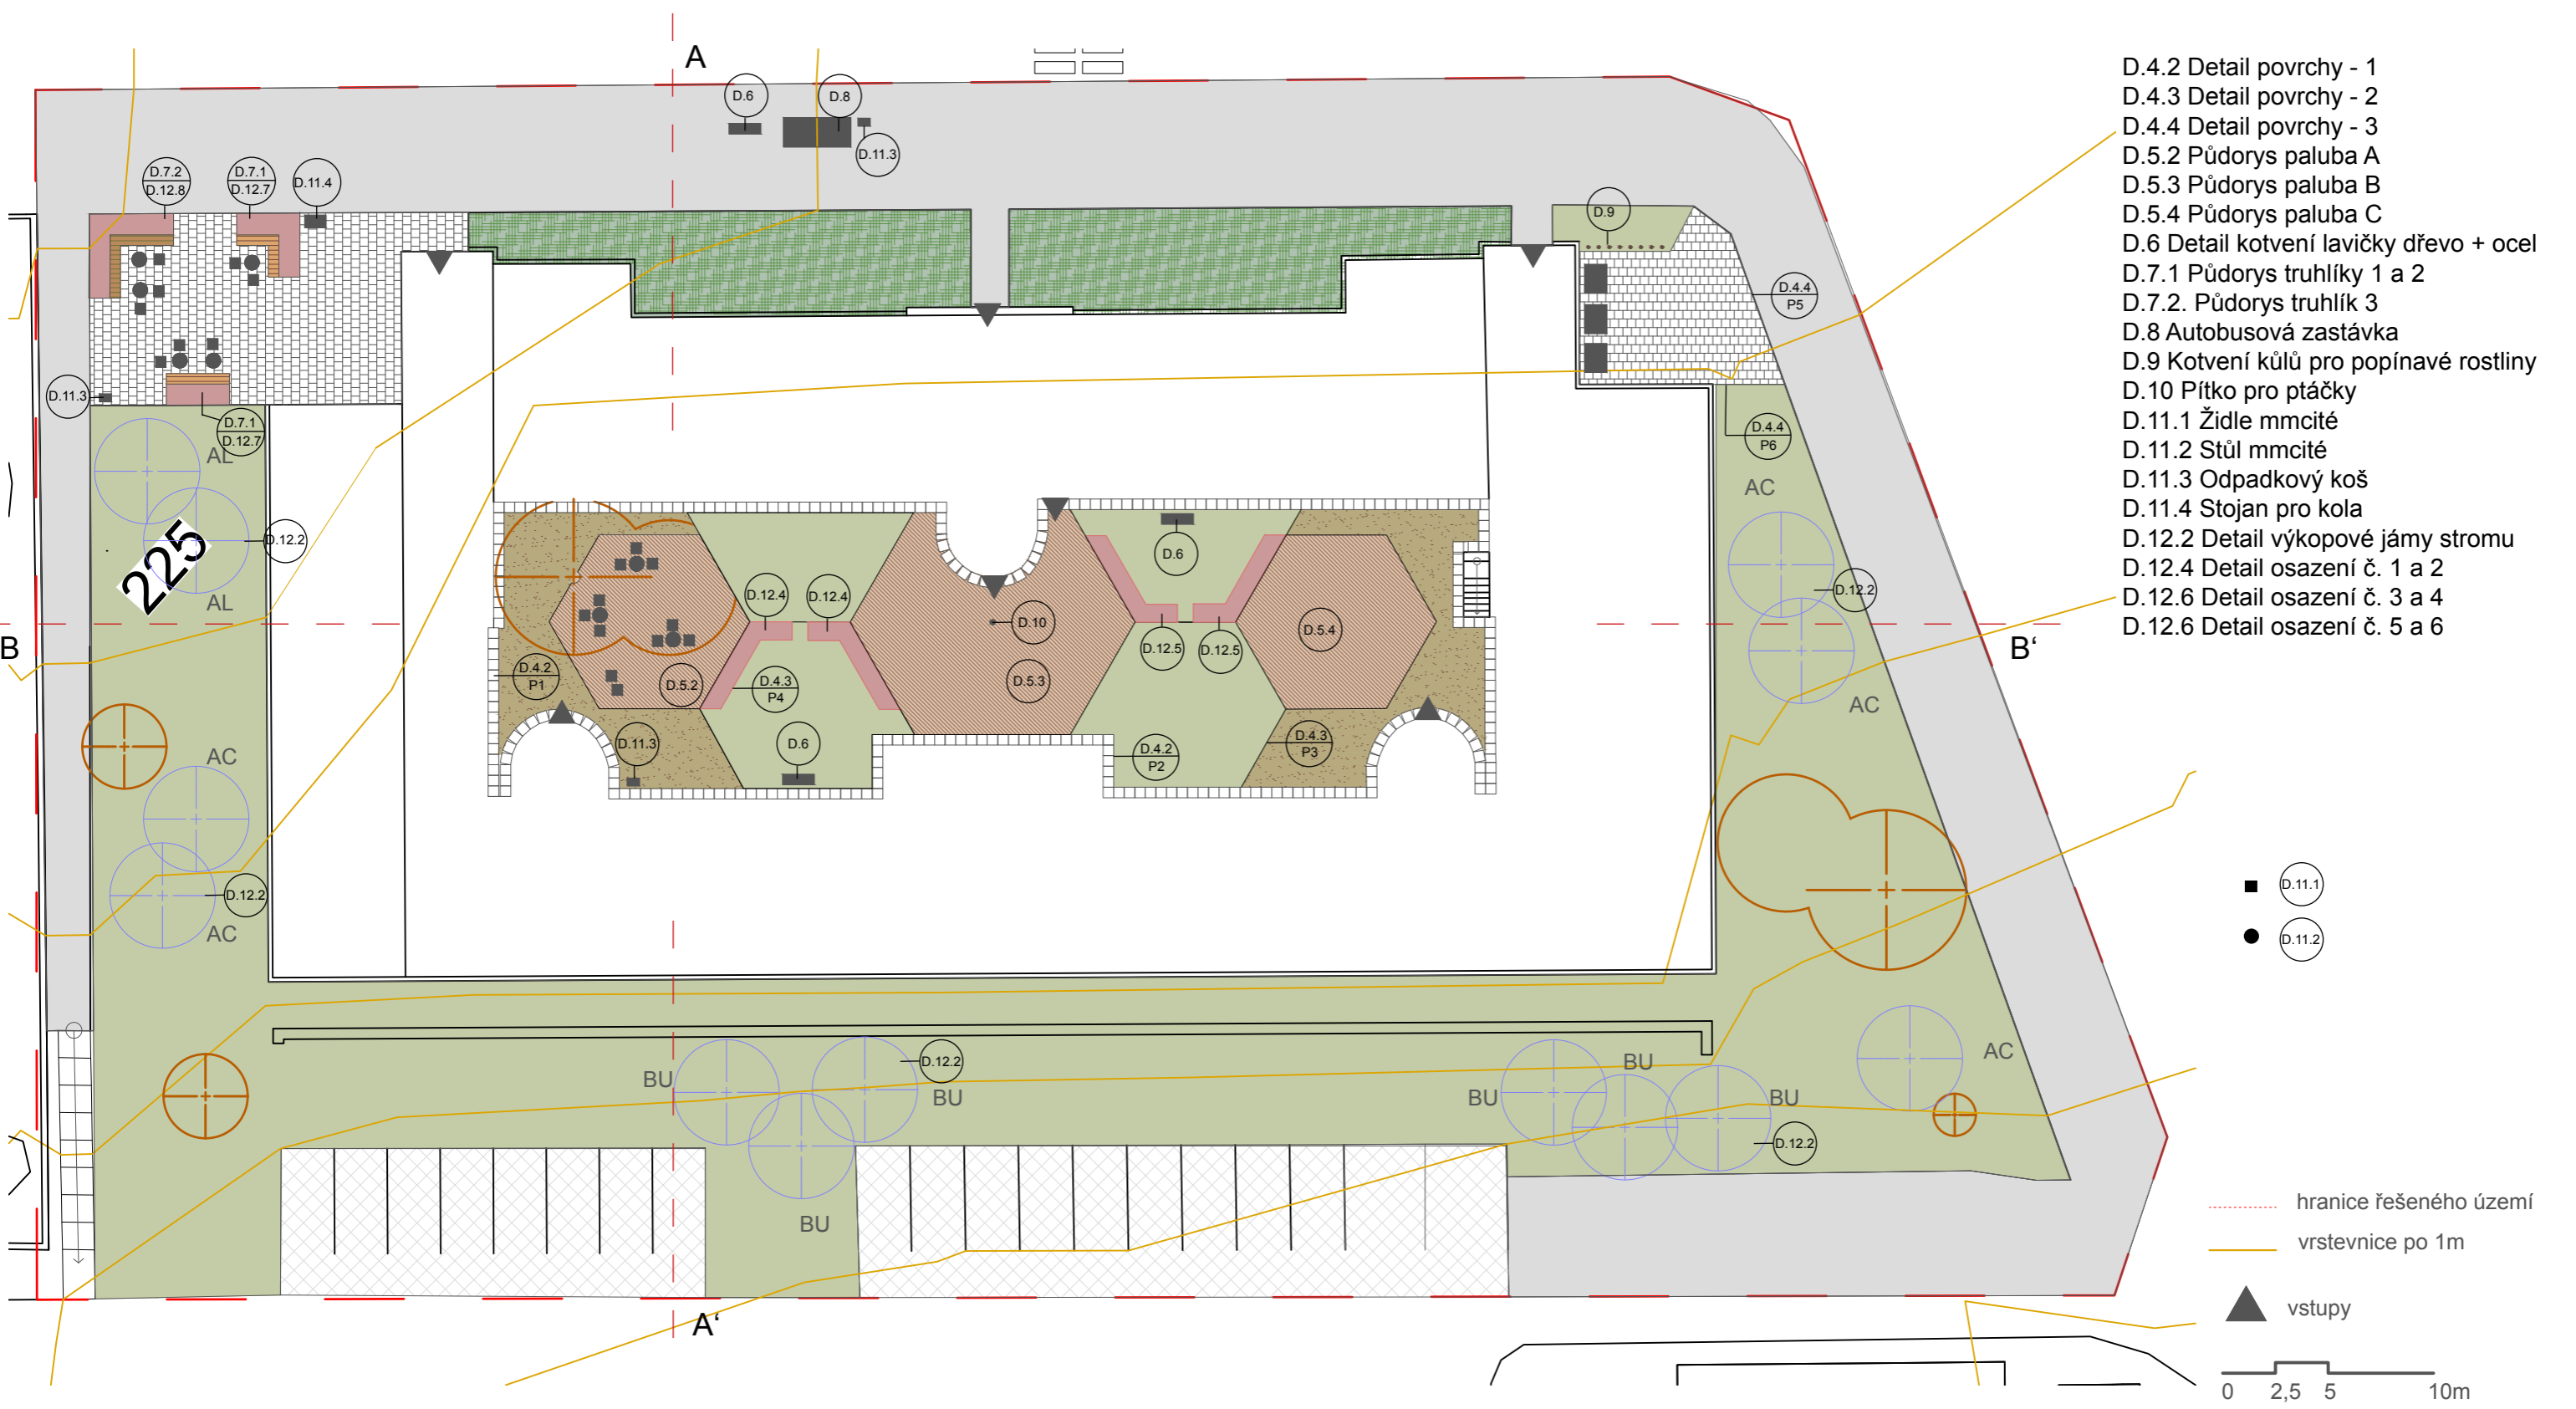 A
D.4.2 Detail povrchy - 1
D.4.3 Detail povrchy - 2
D.4.4 Detail povrchy - 3
D.5.2 Půdorys paluba A
D.5.3 Půdorys paluba B
D.5.4 Půdorys paluba C
D.6 Detail kotvení lavičky dřevo + ocel
D.7.1 Půdorys truhlíky 1 a 2
D.7.2. Půdorys truhlík 3
D.8 Autobusová zastávka
D.9 Kotvení kůlů pro popínavé rostliny
D.10 Pítko pro ptáčky
D.11.1 Židle mmcité
D.11.2 Stůl mmcité
D.11.3 Odpadkový koš
D.11.4 Stojan pro kola
D.12.2 Detail výkopové jámy stromu
D.12.4 Detail osazení č. 1 a 2
D.12.6 Detail osazení č. 3 a 4
D.12.6 Detail osazení č. 5 a 6
D.6
D.8
D.11.3
D.7.2
D.12.8
D.7.1
D.12.7
D.11.4
D.9
D.4.4
P5
D.11.3
D.7.1
D.12.7
D.4.4
P6
AL
AC
D.12.2
225
D.6
D.12.2
AL
D.12.4
D.12.4
D.10
D.5.4
B
D.12.5
D.12.5
B‘
D.4.2
P1
D.5.2
D.4.3
P4
D.5.3
AC
D.11.3
D.6
D.4.2
P2
D.4.3
P3
AC
D.12.2
AC
D.11.1
D.11.2
BU
D.12.2
BU
BU
BU
BU
AC
D.12.2
BU
A‘
hranice řešeného území
vrstevnice po 1m
vstupy
0 2,5 5 10m